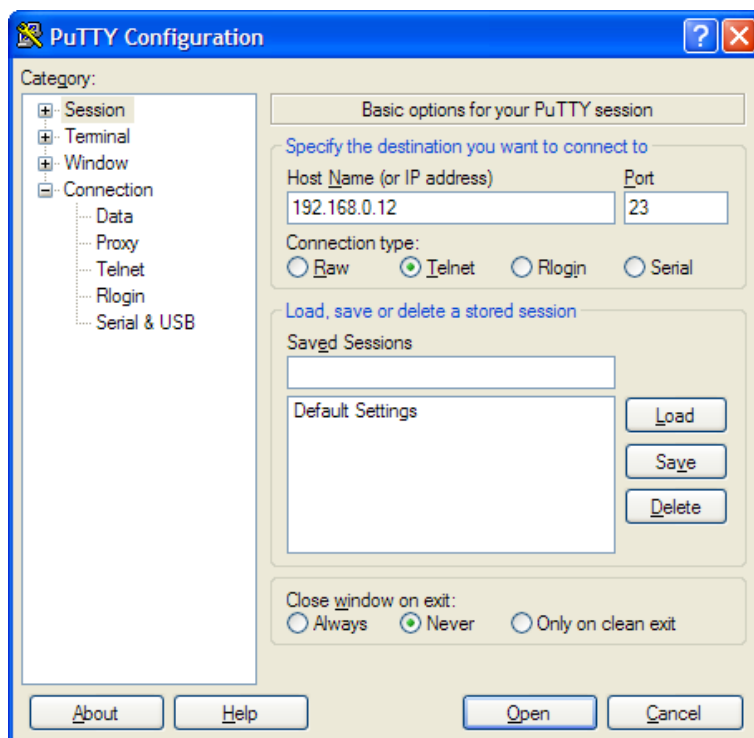 PuTTY Configuration
Category:
Session
Terminal
Window
Connection
Data
Proxy
Telnet
Rlogin
Serial & USB
Basic options for your PuTTY session
Specify the destination you want to connect to
Host Name (or IP address) Port
192.168.0.12 23
Connection type:
Raw Telnet Rlogin Serial
Load, save or delete a stored session
Saved Sessions
Default Settings
Load
Save
Delete
Close window on exit:
Always Never Only on clean exit
About Help Open Cancel